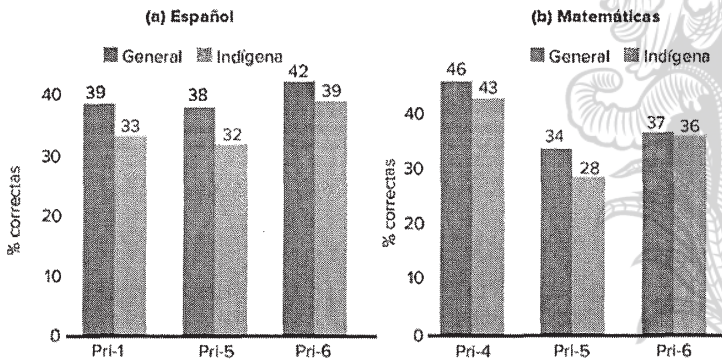 (a) Español
General Indígena
% correctas
40
30
20
10
0
39
33
38
32
42
39
Pri-1 Pri-5 Pri-6
(b) Matemáticas
General Indígena
% correctas
40
30
20
10
0
46
43
34
28
37
36
Pri-4 Pri-5 Pri-6